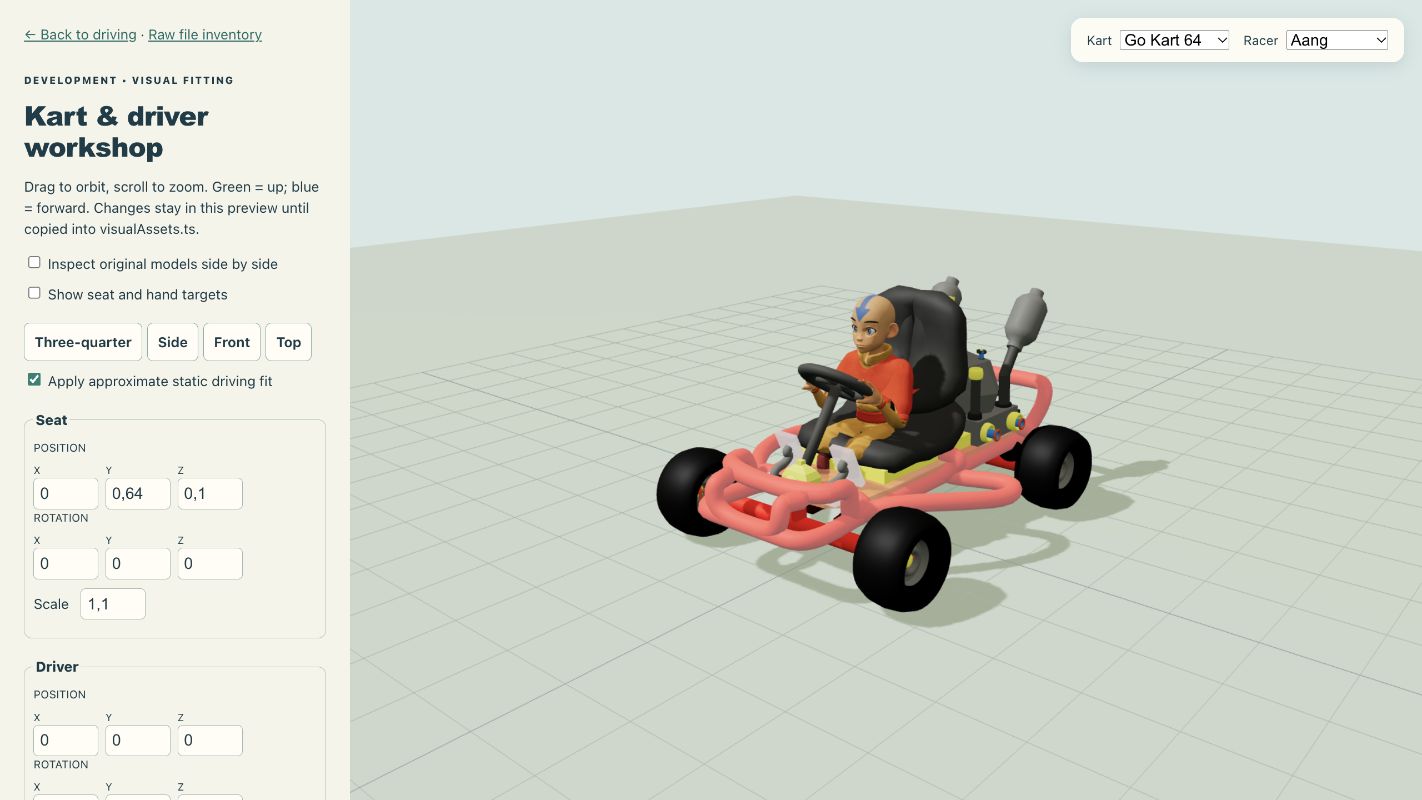 ← Back to driving · Raw file inventory
DEVELOPMENT • VISUAL FITTING
Kart & driver
workshop
Drag to orbit, scroll to zoom. Green = up; blue
= forward. Changes stay in this preview until
copied into visualAssets.ts.
Inspect original models side by side
Show seat and hand targets
Three-quarter Side Front Top
Apply approximate static driving fit
Seat
POSITION
X Y Z
0 0,64 0,1
ROTATION
X Y Z
0 0 0
Scale 1,1
Driver
POSITION
X Y Z
0 0 0
ROTATION
X Y Z
Kart Go Kart 64 Racer Aang